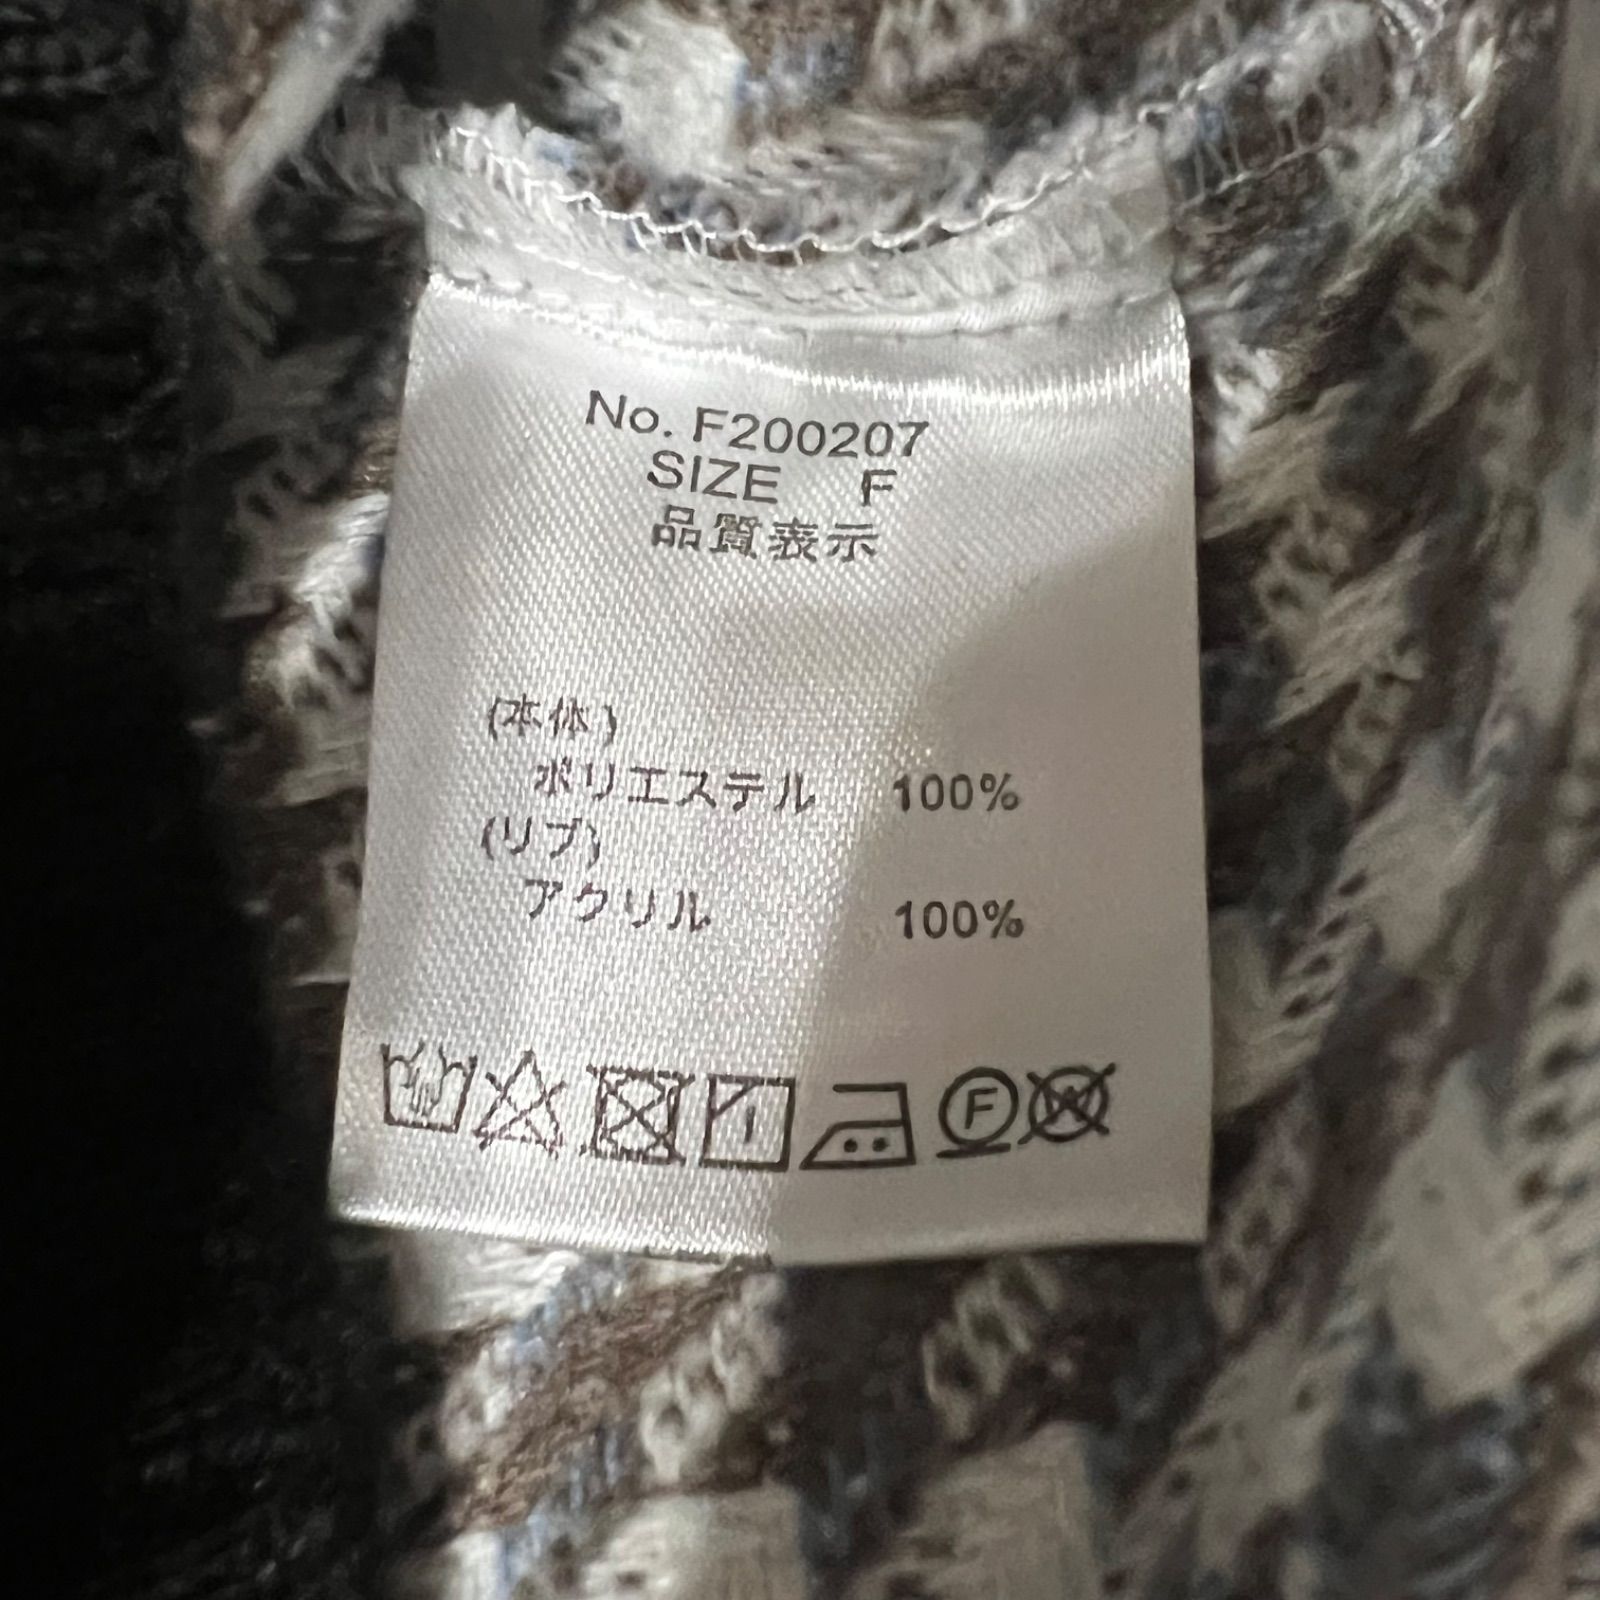 No. F200207
SIZE F
品質表示
(本体)
ポリエステル 100%
(リブ)
アクリル 100%
F W